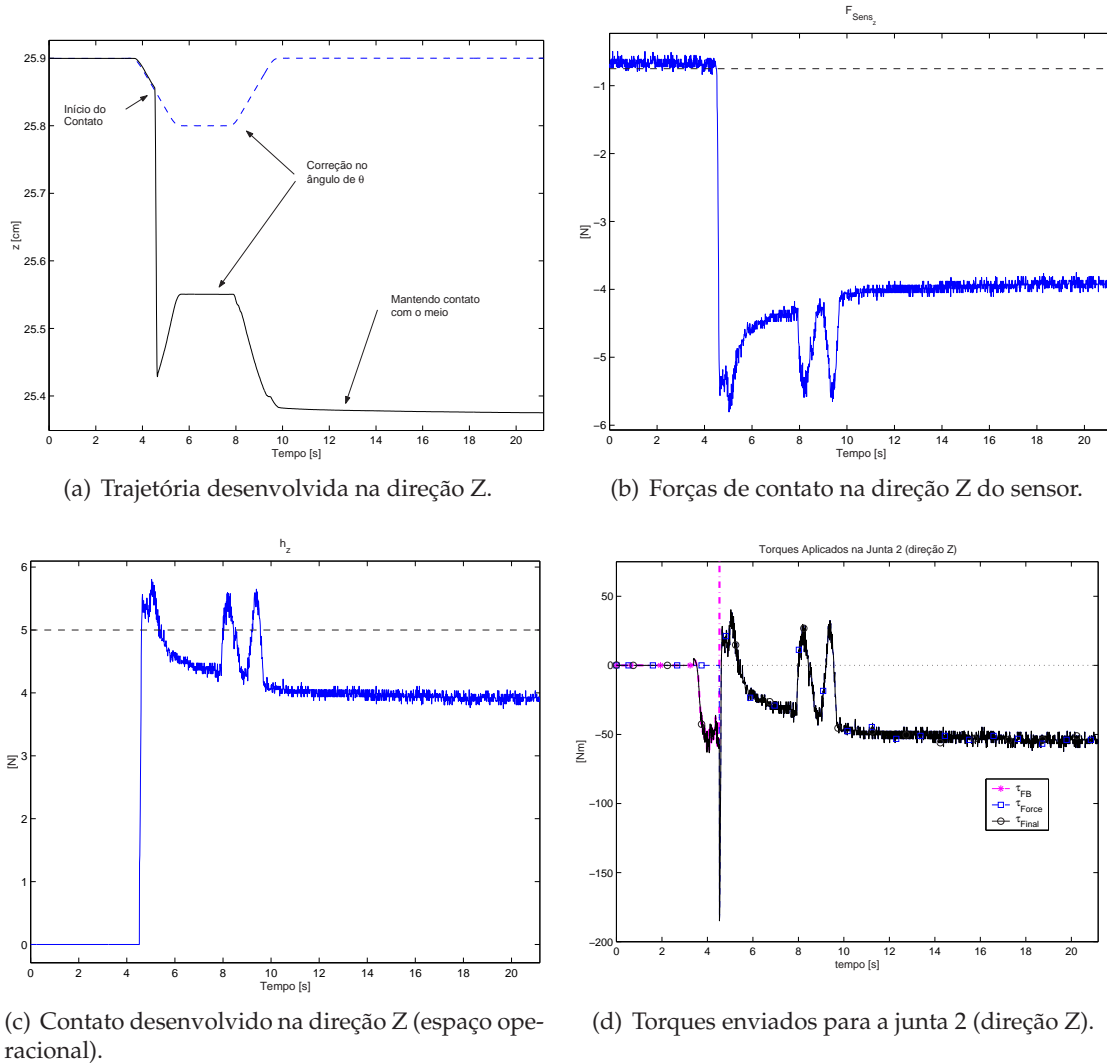 25.9
25.8
25.7
25.6
25.5
25.4
z [cm]
Início do
Contato
Correção no
ângulo de θ
Mantendo contato
com o meio
0 2 4 6 8 10 12 14 16 18 20
Tempo [s]
(a) Trajetória desenvolvida na direção Z.
F_Sens_z
−1
−2
−3
−4
−5
−6
[N]
0 2 4 6 8 10 12 14 16 18 20
Tempo [s]
(b) Forças de contato na direção Z do sensor.
h_z
6
5
4
3
2
1
0
[N]
0 2 4 6 8 10 12 14 16 18 20
Tempo [s]
(c) Contato desenvolvido na direção Z (espaço ope-
racional).
Torques Aplicados na Junta 2 (direção Z)
50
0
−50
−100
−150
−200
[Nm]
τ_FB
τ_Force
τ_Final
0 2 4 6 8 10 12 14 16 18 20
tempo [s]
(d) Torques enviados para a junta 2 (direção Z).